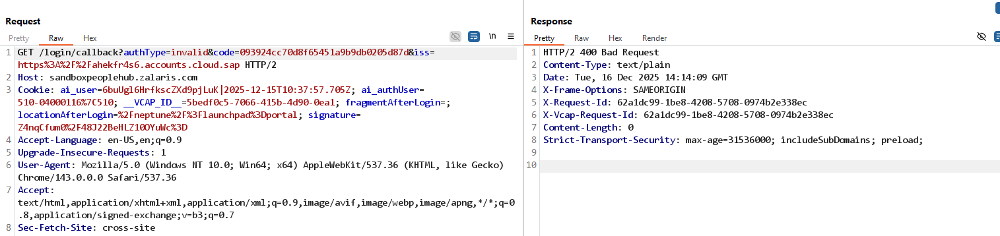 Request
Pretty Raw Hex
\n
1 GET /login/callback?authType=invalid&code=093924cc70d8f65451a9b9db0205d87d&iss=
https%3A%2F%2Fahekfr4s6.accounts.cloud.sap HTTP/2
2 Host: sandboxpeoplehub.zalaris.com
3 Cookie: ai_user=6buUgl6HrfkscZXd9pjLuK|2025-12-15T10:37:57.705Z; ai_authUser=
510-04000116%7C510; __VCAP_ID__=5bedf0c5-7066-415b-4d90-0ea1; fragmentAfterLogin=;
locationAfterLogin=%2Fneptune%2F%3Flaunchpad%3Dportal; signature=
Z4nqCfum0%2F48J22BeHLZ10OYuWc%3D
4 Accept-Language: en-US,en;q=0.9
5 Upgrade-Insecure-Requests: 1
6 User-Agent: Mozilla/5.0 (Windows NT 10.0; Win64; x64) AppleWebKit/537.36 (KHTML, like Gecko)
Chrome/143.0.0.0 Safari/537.36
7 Accept:
text/html,application/xhtml+xml,application/xml;q=0.9,image/avif,image/webp,image/apng,*/*;q=0
.8,application/signed-exchange;v=b3;q=0.7
8 Sec-Fetch-Site: cross-site
Response
Pretty Raw Hex Render
1 HTTP/2 400 Bad Request
2 Content-Type: text/plain
3 Date: Tue, 16 Dec 2025 14:14:09 GMT
4 X-Frame-Options: SAMEORIGIN
5 X-Request-Id: 62a1dc99-1be8-4208-5708-0974b2e338ec
6 X-Vcap-Request-Id: 62a1dc99-1be8-4208-5708-0974b2e338ec
7 Content-Length: 0
8 Strict-Transport-Security: max-age=31536000; includeSubDomains; preload;
9
10